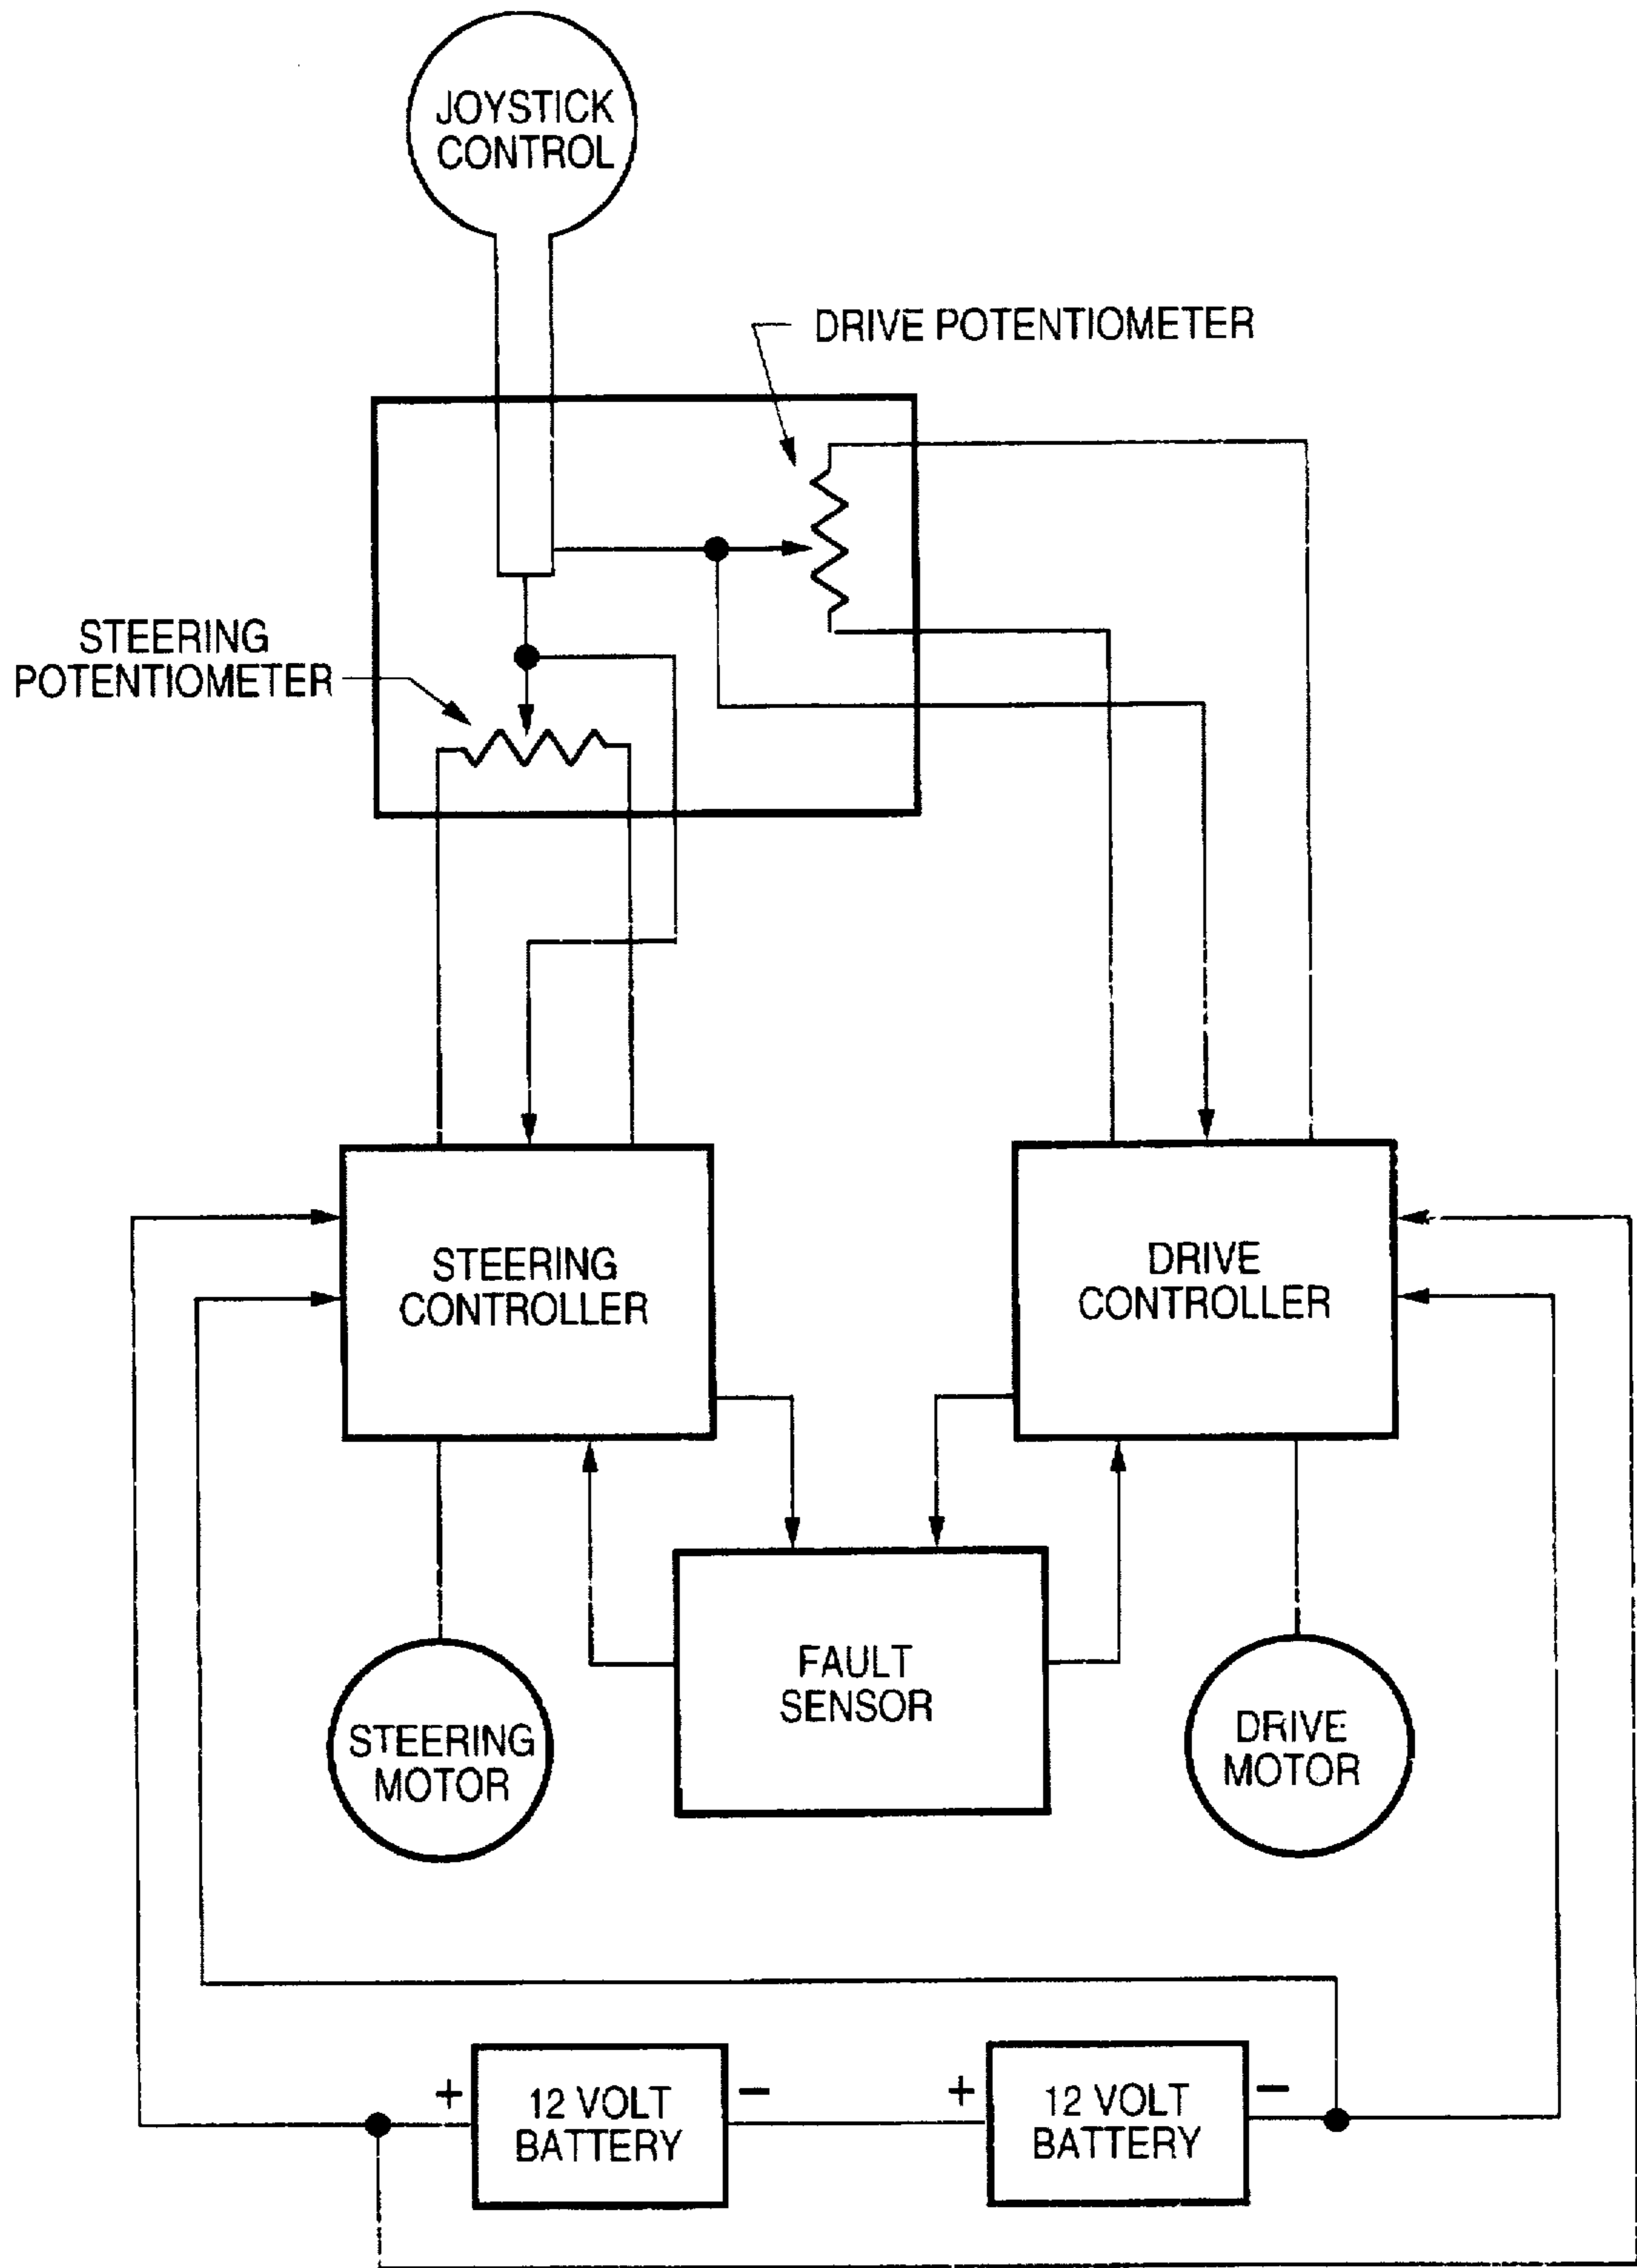 JOYSTICK
CONTROL
DRIVE POTENTIOMETER
STEERING
POTENTIOMETER
STEERING
CONTROLLER
DRIVE
CONTROLLER
FAULT
SENSOR
STEERING
MOTOR
DRIVE
MOTOR
+ 12 VOLT −
BATTERY
+ 12 VOLT −
BATTERY